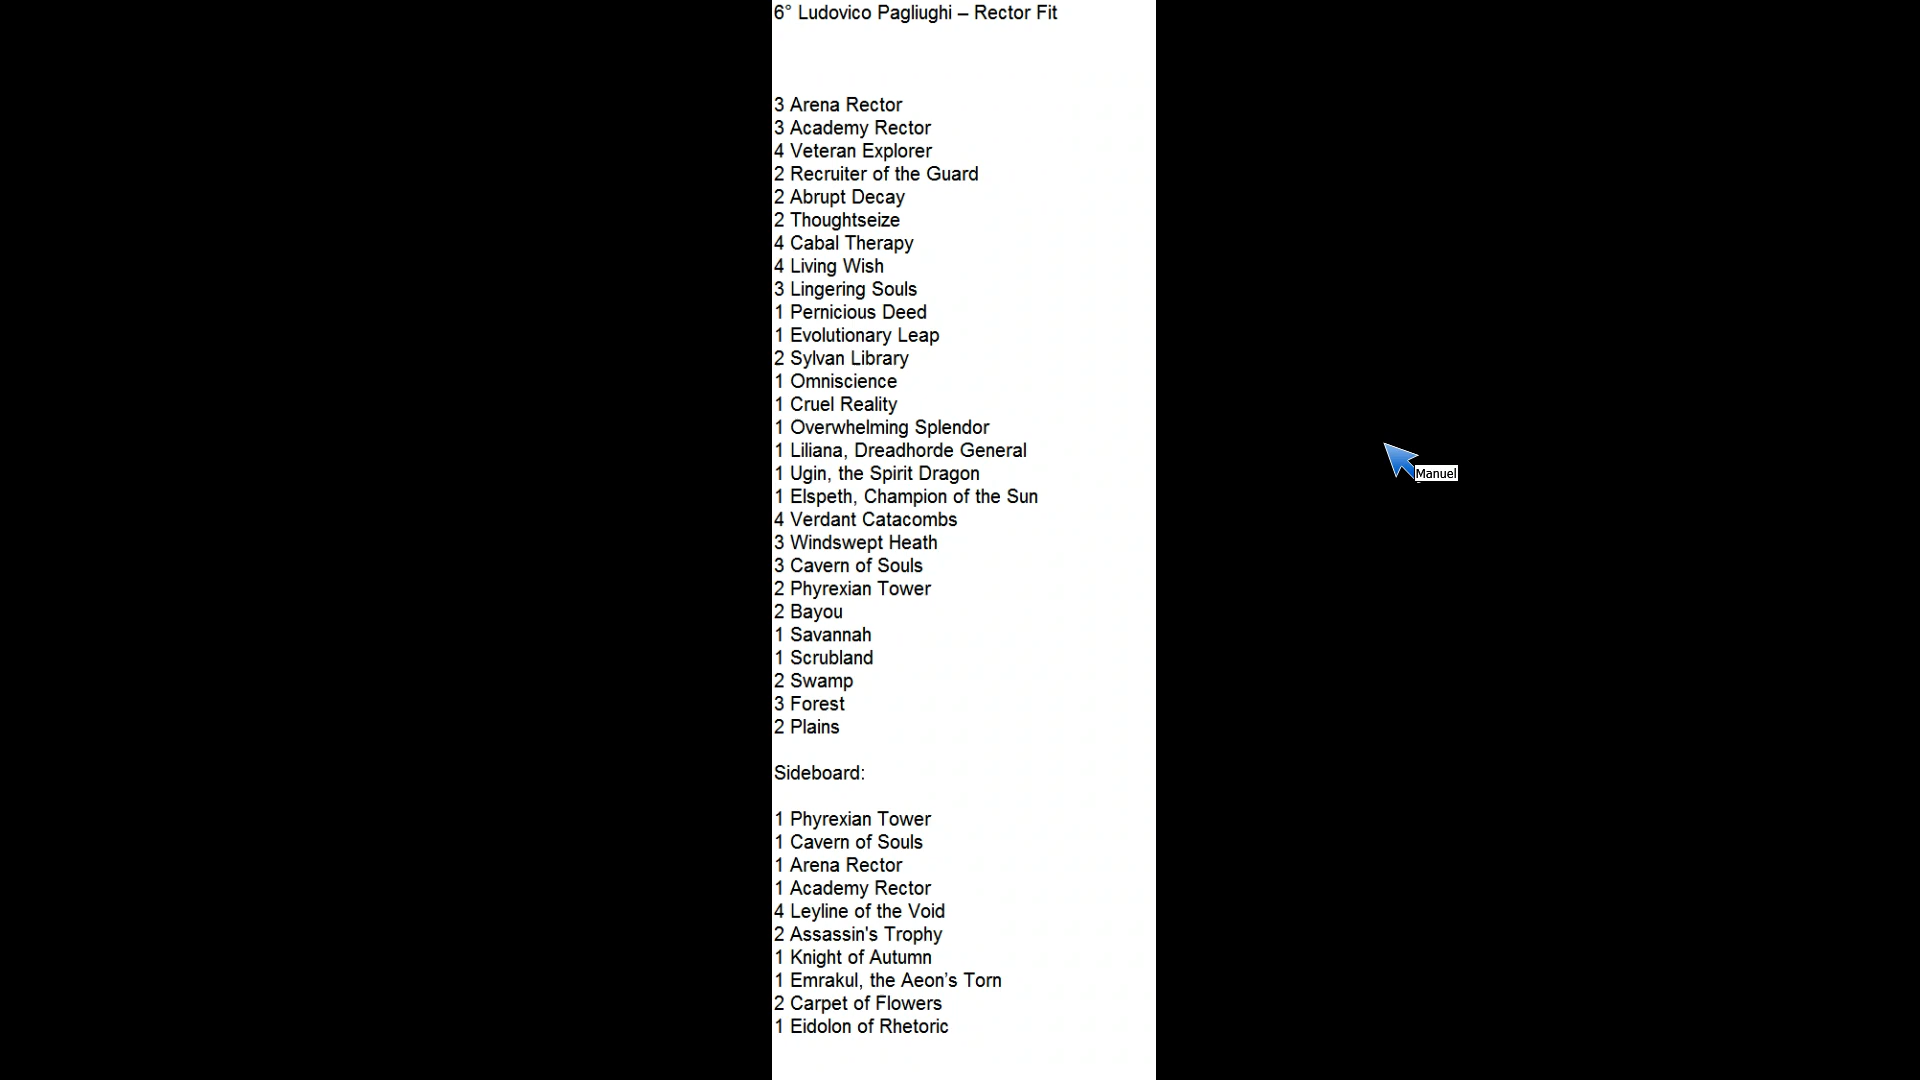 6° Ludovico Pagliughi – Rector Fit
3 Arena Rector
3 Academy Rector
4 Veteran Explorer
2 Recruiter of the Guard
2 Abrupt Decay
2 Thoughtseize
4 Cabal Therapy
4 Living Wish
3 Lingering Souls
1 Pernicious Deed
1 Evolutionary Leap
2 Sylvan Library
1 Omniscience
1 Cruel Reality
1 Overwhelming Splendor
1 Liliana, Dreadhorde General
1 Ugin, the Spirit Dragon
1 Elspeth, Champion of the Sun
4 Verdant Catacombs
3 Windswept Heath
3 Cavern of Souls
2 Phyrexian Tower
2 Bayou
1 Savannah
1 Scrubland
2 Swamp
3 Forest
2 Plains
Sideboard:
1 Phyrexian Tower
1 Cavern of Souls
1 Arena Rector
1 Academy Rector
4 Leyline of the Void
2 Assassin's Trophy
1 Knight of Autumn
1 Emrakul, the Aeon’s Torn
2 Carpet of Flowers
1 Eidolon of Rhetoric
Manuel